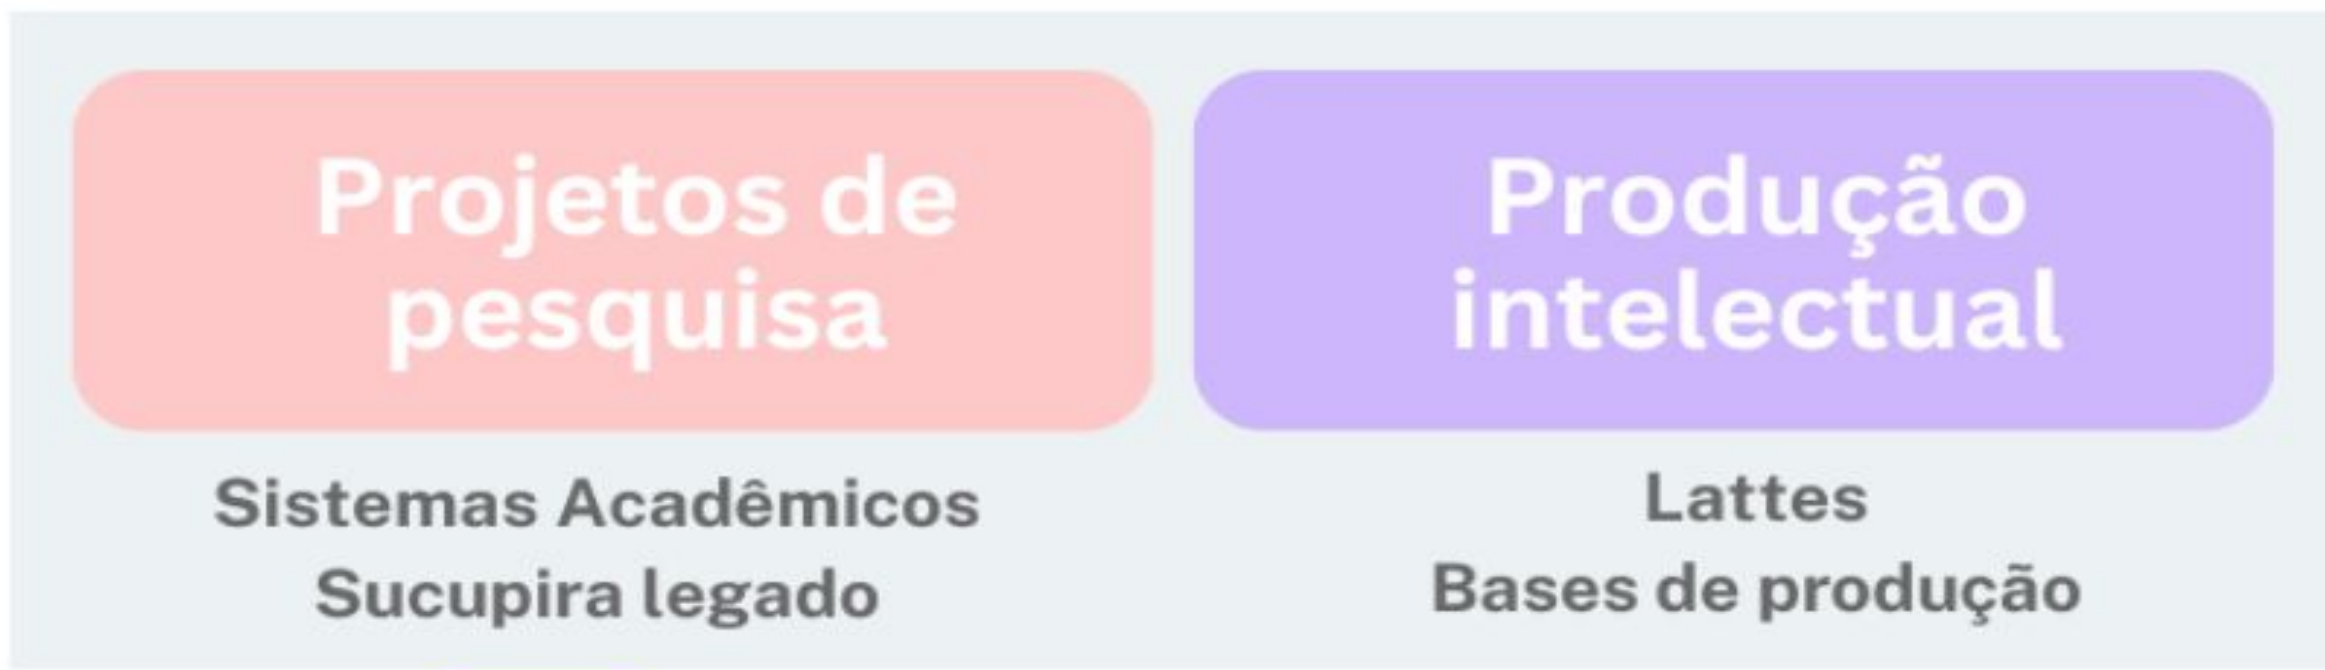 Projetos de
pesquisa
Sistemas Acadêmicos
Sucupira legado
Produção
intelectual
Lattes
Bases de produção